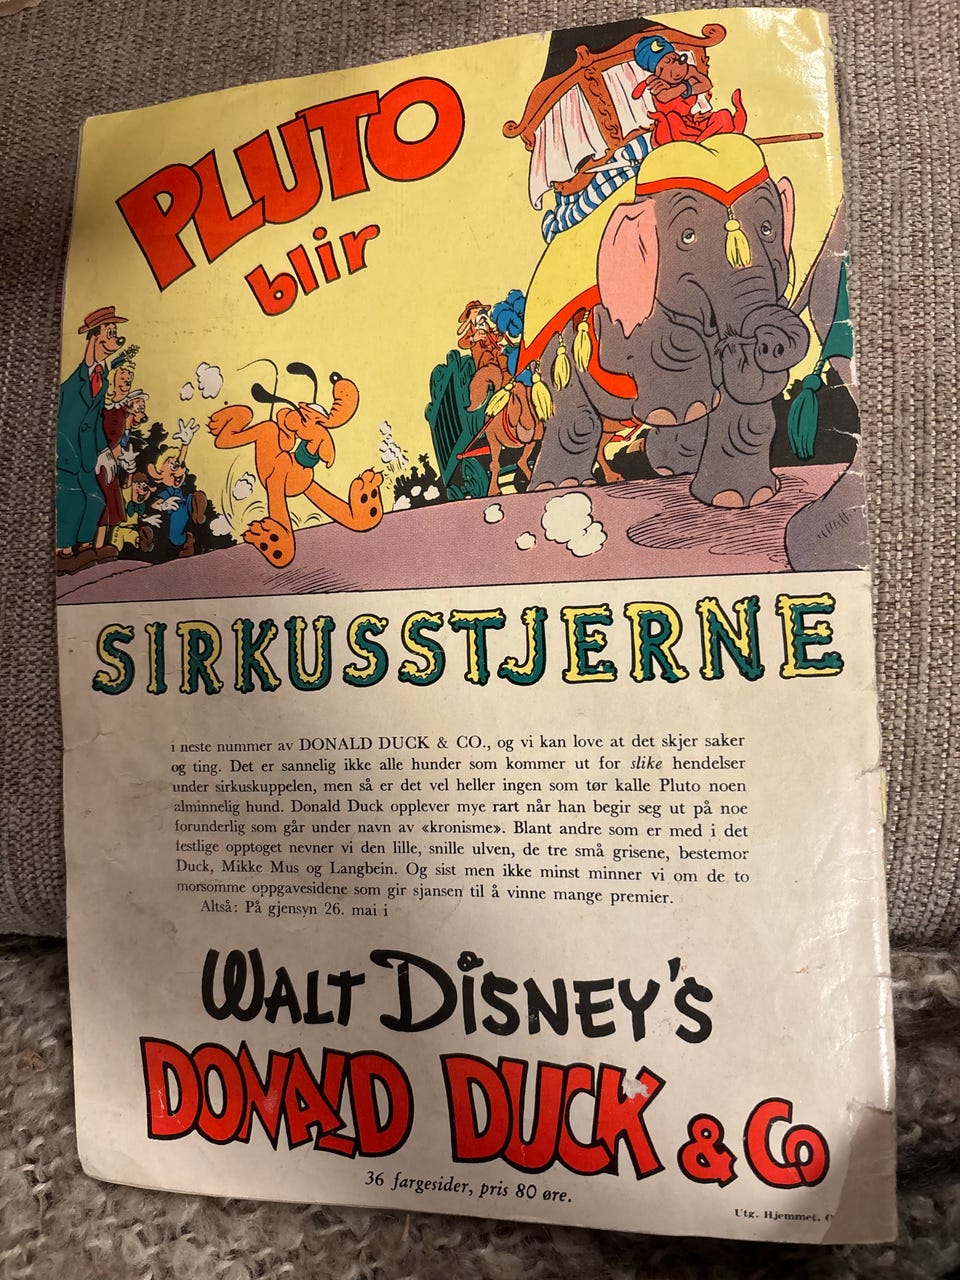 PLUTO
blir
SIRKUSSTJERNE
i neste nummer av DONALD DUCK & CO., og vi kan love at det skjer saker
og ting. Det er sannelig ikke alle hunder som kommer ut for slike hendelser
under sirkuskuppelen, men så er det vel heller ingen som tør kalle Pluto noen
alminnelig hund. Donald Duck opplever mye rart når han begir seg ut på noe
forunderlig som går under navn av «kronisme». Blant andre som er med i det
festlige opptoget nevner vi den lille, snille ulven, de tre små grisene, bestemor
Duck, Mikke Mus og Langbein. Og sist men ikke minst minner vi om de to
morsomme oppgavesidene som gir sjansen til å vinne mange premier.
Altså: På gjensyn 26. mai i
WALT DISNEY'S
DONALD DUCK & CO
36 fargesider, pris 80 øre.
Utg. Hjemmet.